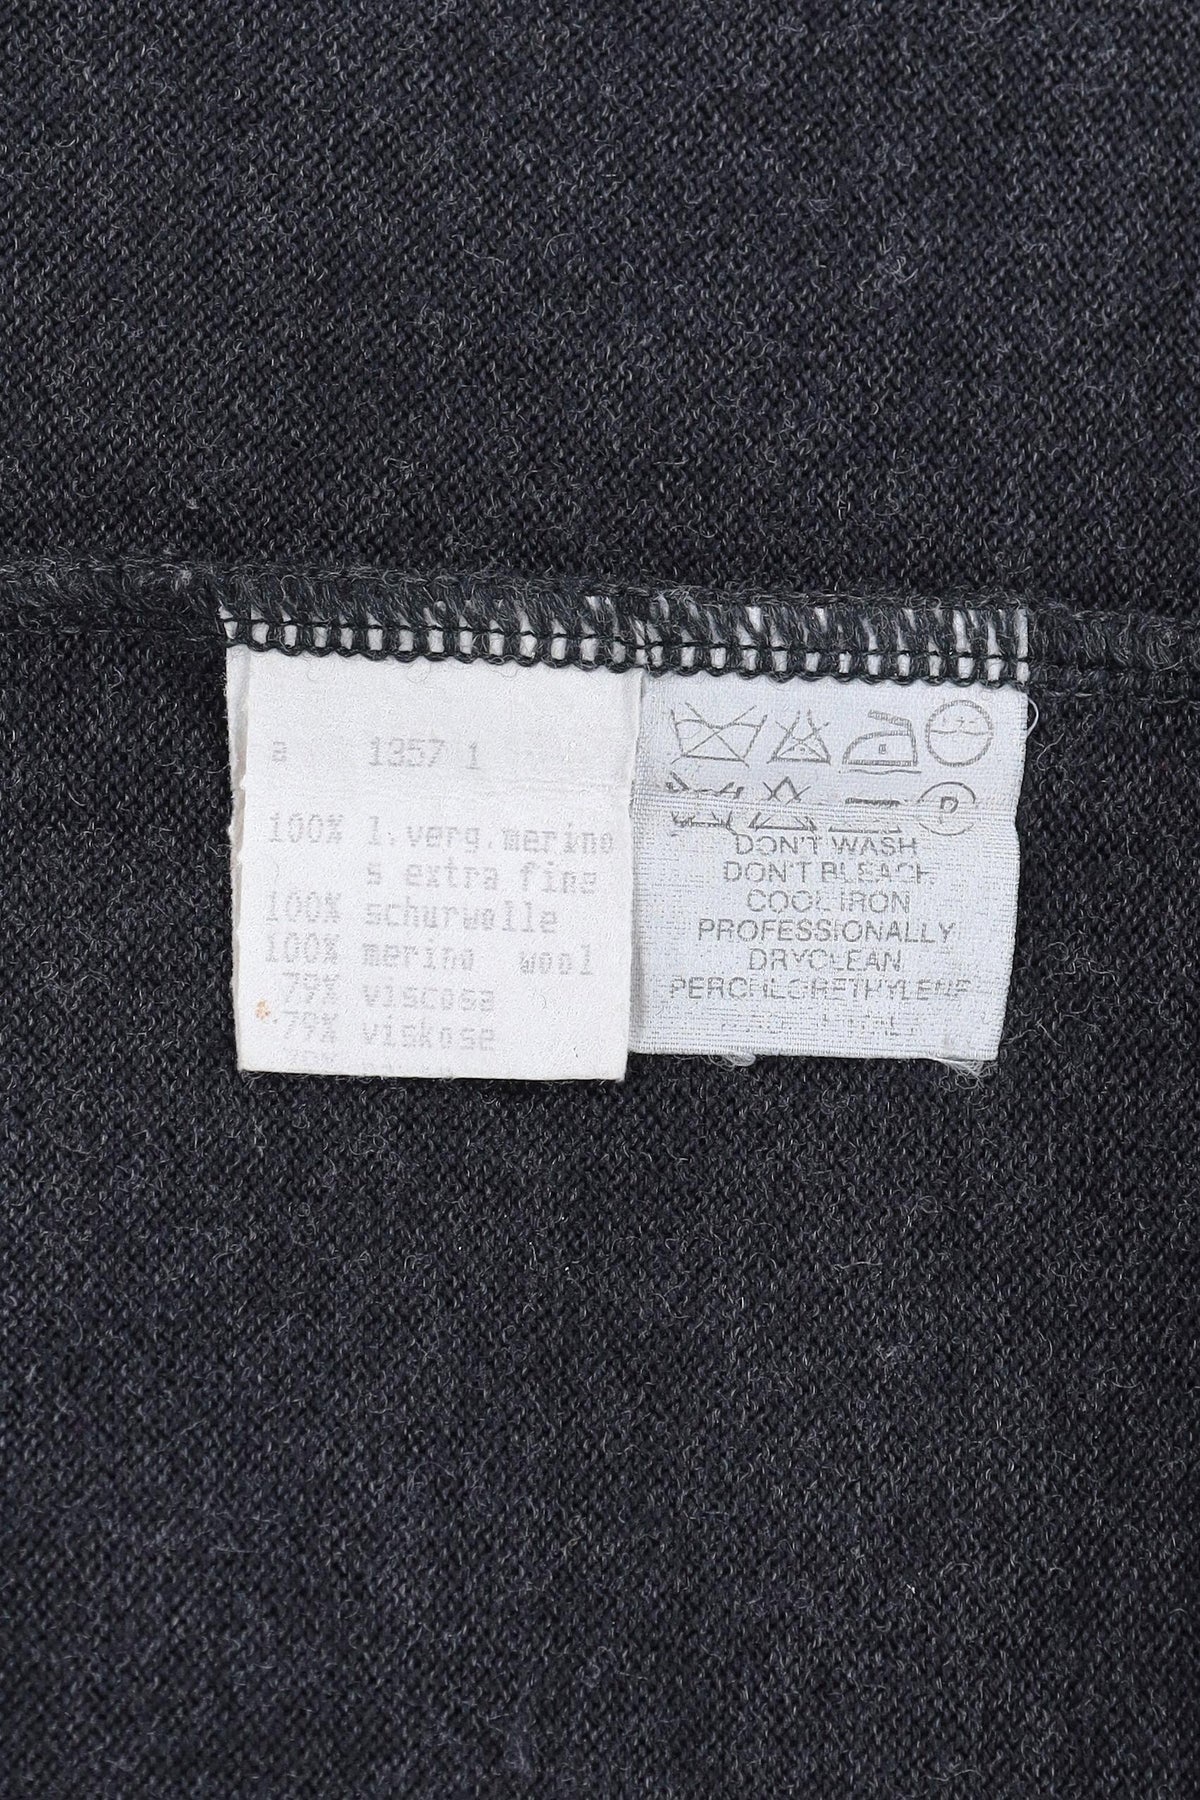 a 1357 1
100% l.verg.merino
s extra fine
100% schurwolle
100% merino wool
79% viscosa
79% viskose
P
DON'T WASH
DON'T BLEACH
COOL IRON
PROFESSIONALLY
DRYCLEAN
PERCHLORETHYLENE